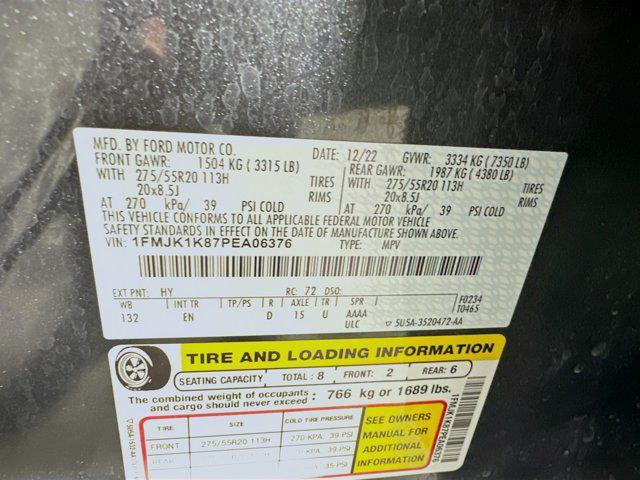 MFD. BY FORD MOTOR CO.
DATE: 12/22 GVWR: 3334 KG ( 7350 LB)
FRONT GAWR: 1504 KG ( 3315 LB)
REAR GAWR: 1987 KG ( 4380 LB)
WITH 275/55R20 113H TIRES
WITH 275/55R20 113H TIRES
20x8.5J RIMS
20x8.5J RIMS
AT 270 kPa/ 39 PSI COLD
AT 270 kPa/ 39 PSI COLD
THIS VEHICLE CONFORMS TO ALL APPLICABLE FEDERAL MOTOR VEHICLE
SAFETY STANDARDS IN EFFECT ON THE DATE OF MANUFACTURE SHOWN ABOVE.
VIN: 1FMJK1K87PEA06376 TYPE: MPV
EXT PNT: HY RC: 72 DSO:
WB INT TR TP/PS R AXLE TR SPR
132 EN D 15 U AAAA
ULC
F0234
T0465
5U5A-3520472-AA
TIRE AND LOADING INFORMATION
SEATING CAPACITY TOTAL: 8 FRONT: 2 REAR: 6
The combined weight of occupants
and cargo should never exceed: 766 kg or 1689 lbs.
TIRE SIZE COLD TIRE PRESSURE
FRONT 275/55R20 113H 270 KPA, 39 PSI
REAR 39 PSI
35 PSI
SEE OWNERS
MANUAL FOR
ADDITIONAL
INFORMATION
1FMJK1K87PEA06376